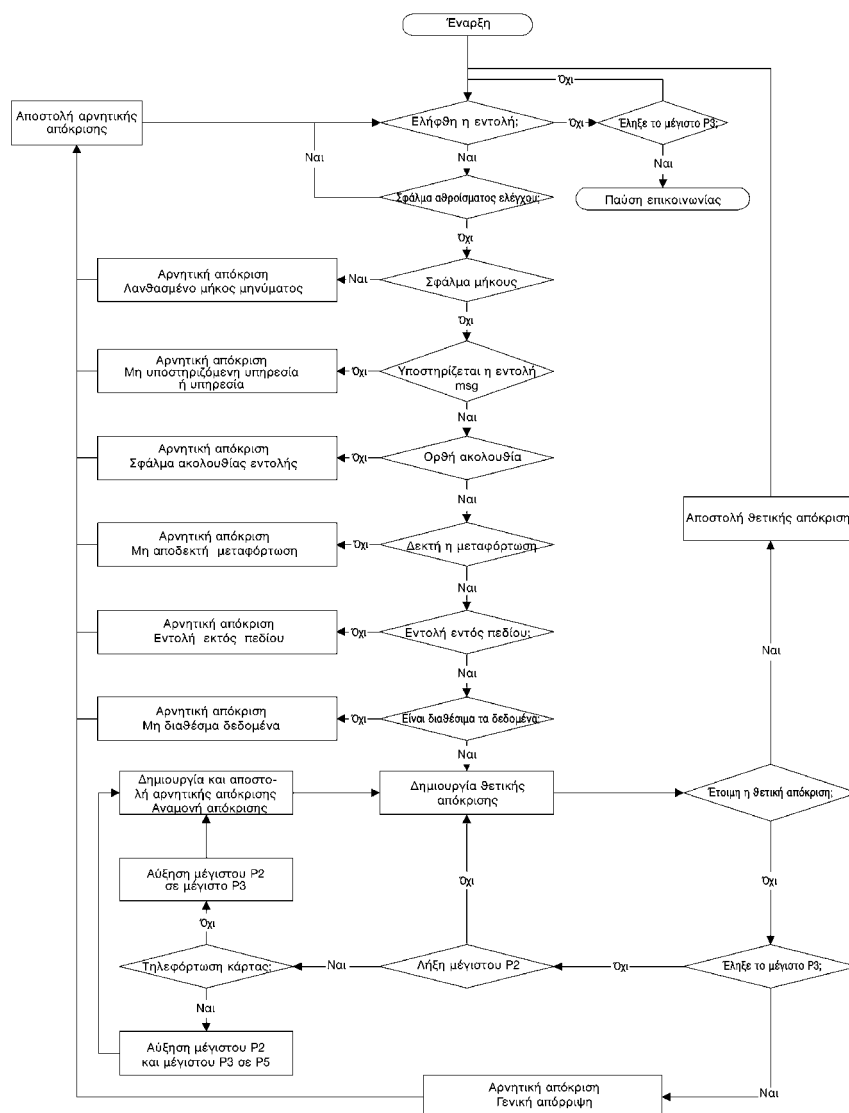 Έναρξη
Όχι
Αποστολή αρνητικής
απόκρισης
Ελήφθη η εντολή;
Όχι
Έληξε το μέγιστο P3;
Ναι
Ναι
Ναι
Σφάλμα αθροίσματος ελέγχου;
Παύση επικοινωνίας
Όχι
Αρνητική απόκριση
Λανθασμένο μήκος μηνύματος
Ναι
Σφάλμα μήκους
Όχι
Αρνητική απόκριση
Μη υποστηριζόμενη υπηρεσία
ή υπηρεσία
Όχι
Υποστηρίζεται η εντολή
msg
Ναι
Αρνητική απόκριση
Σφάλμα ακολουθίας εντολής
Όχι
Ορθή ακολουθία
Ναι
Αποστολή θετικής απόκριση
Αρνητική απόκριση
Μη αποδεκτή μεταφόρτωση
Όχι
Δεκτή η μεταφόρτωση
Ναι
Αρνητική απόκριση
Εντολή εκτός πεδίου
Όχι
Εντολή εντός πεδίου;
Ναι
Ναι
Αρνητική απόκριση
Μη διαθέσιμα δεδομένα
Όχι
Είναι διαθέσιμα τα δεδομένα;
Ναι
Δημιουργία και αποστο-
λή αρνητικής απόκρισης
Αναμονή απόκρισης
Δημιουργία θετικής
απόκρισης
Έτοιμη η θετική απόκριση;
Αύξηση μέγιστου P2
σε μέγιστο P3
Όχι
Όχι
Όχι
Τηλεφόρτωση κάρτας;
Ναι
Λήξη μέγιστου P2
Όχι
Έληξε το μέγιστο P3;
Ναι
Αύξηση μέγιστου P2
και μέγιστου P3 σε P5
Αρνητική απόκριση
Γενική απόρριψη
Ναι